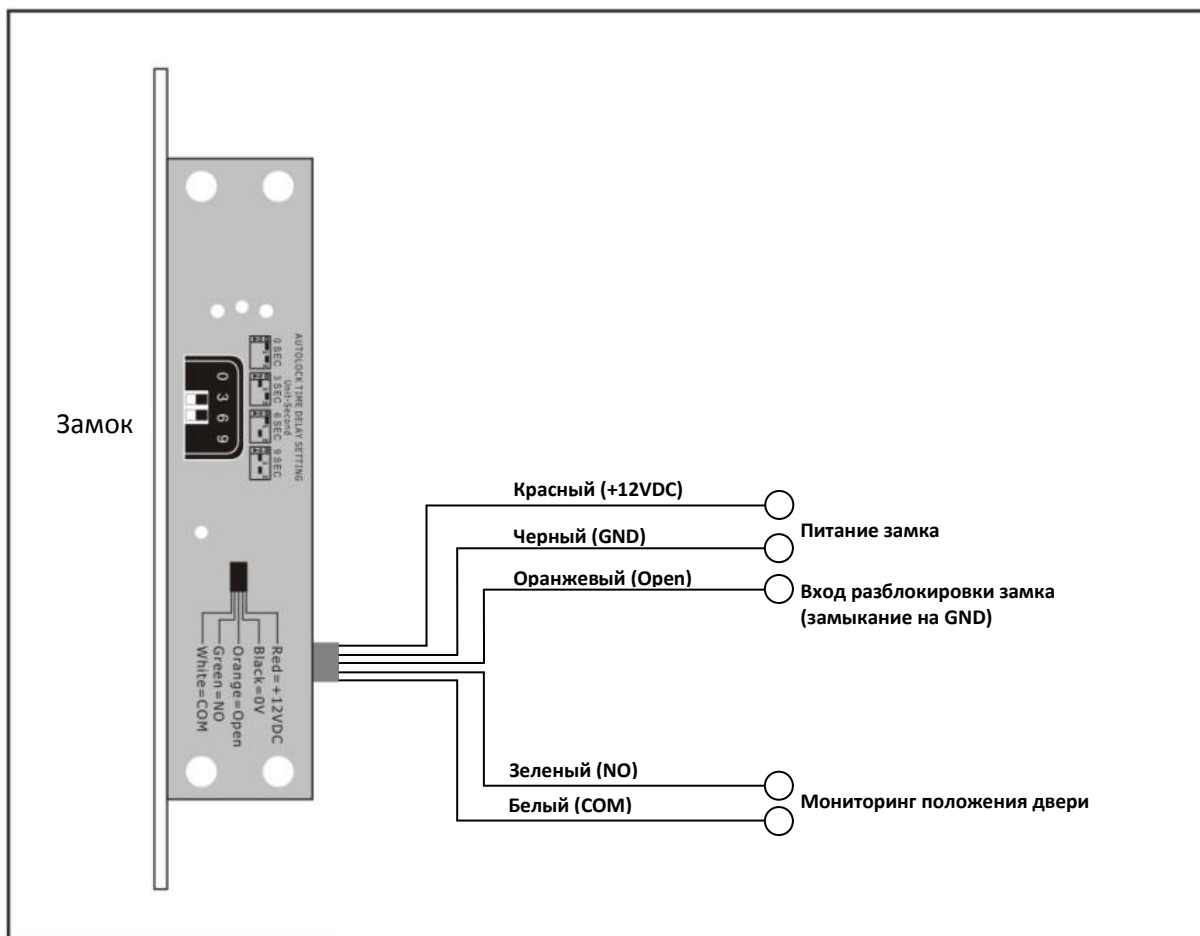 Замок
AUTOLOCK TIME DELAY SETTING
Unit-Second
0 SEC 3 SEC 6 SEC 9 SEC
0 3 6 9
Красный (+12VDC)
Черный (GND)
Питание замка
Оранжевый (Open)
Вход разблокировки замка
(замыкание на GND)
Red=+12VDC
Black=0V
Orange=Open
Green=NO
White=COM
Зеленый (NO)
Белый (COM)
Мониторинг положения двери